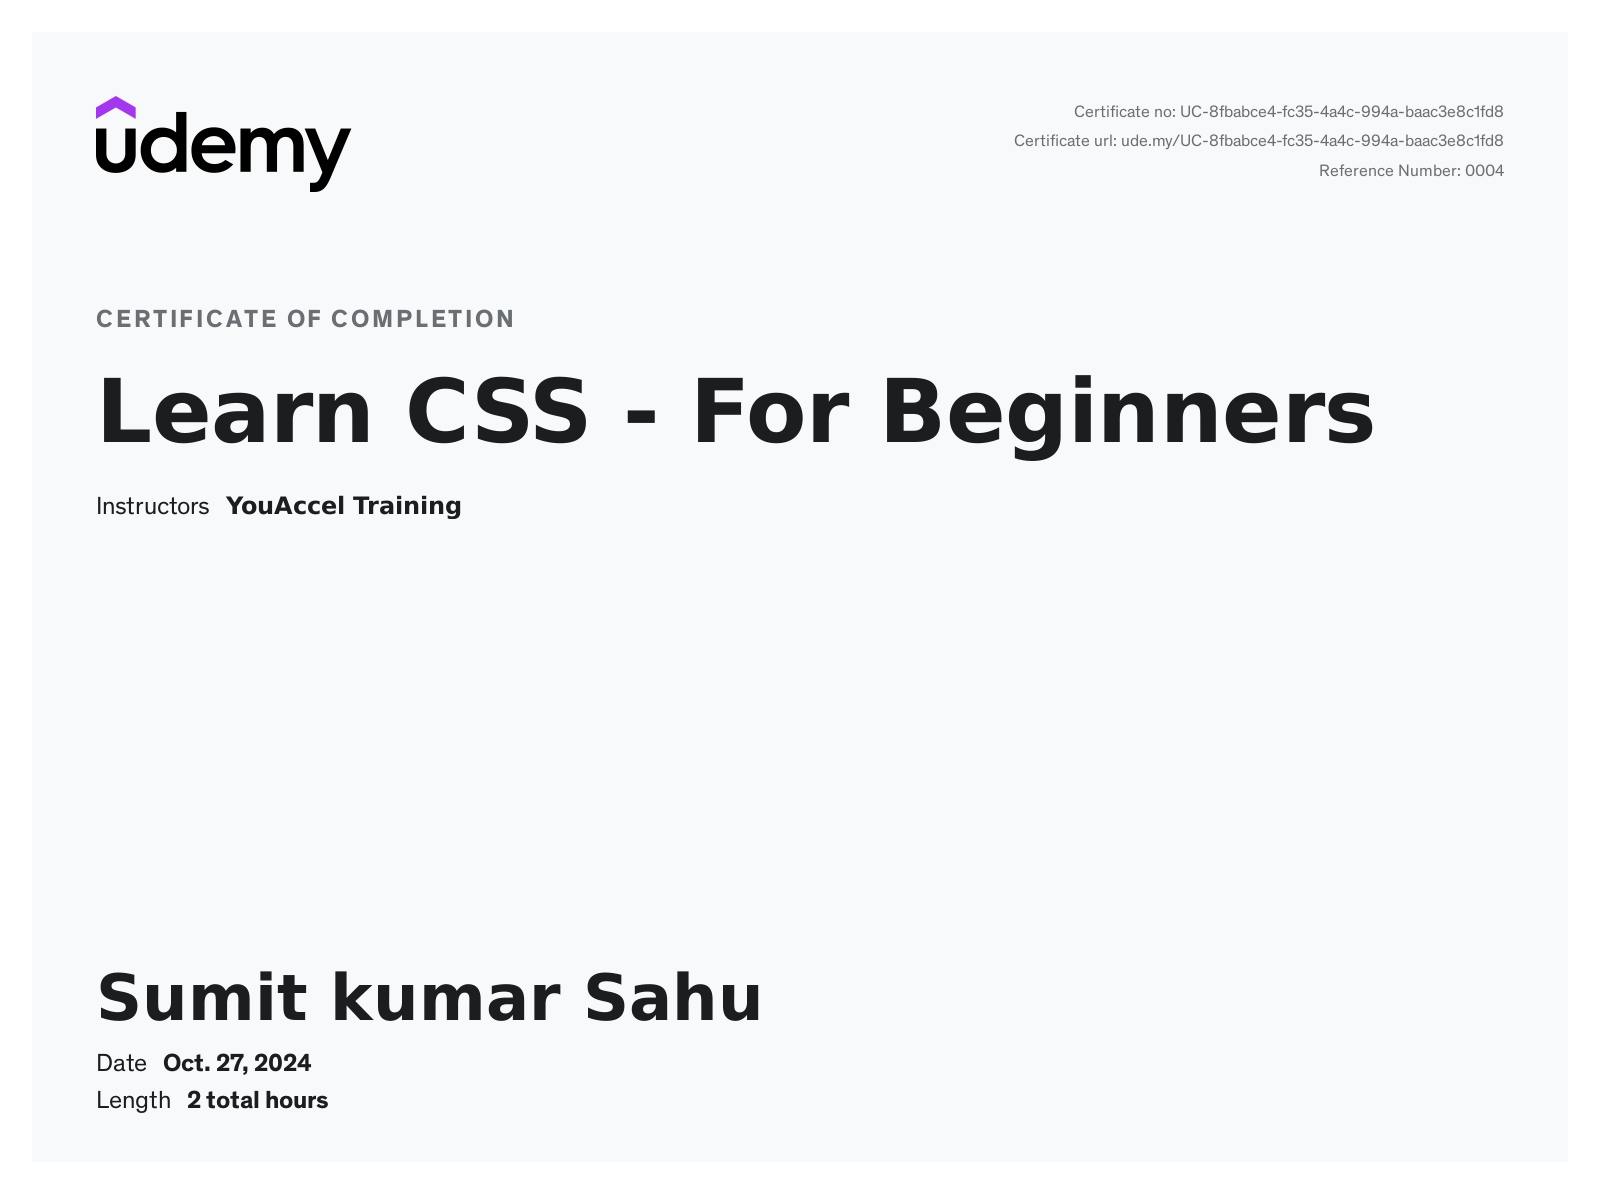 udemy
Certificate no: UC-8fbabce4-fc35-4a4c-994a-baac3e8c1fd8
Certificate url: ude.my/UC-8fbabce4-fc35-4a4c-994a-baac3e8c1fd8
Reference Number: 0004
CERTIFICATE OF COMPLETION
Learn CSS - For Beginners
Instructors YouAccel Training
Sumit kumar Sahu
Date Oct. 27, 2024
Length 2 total hours